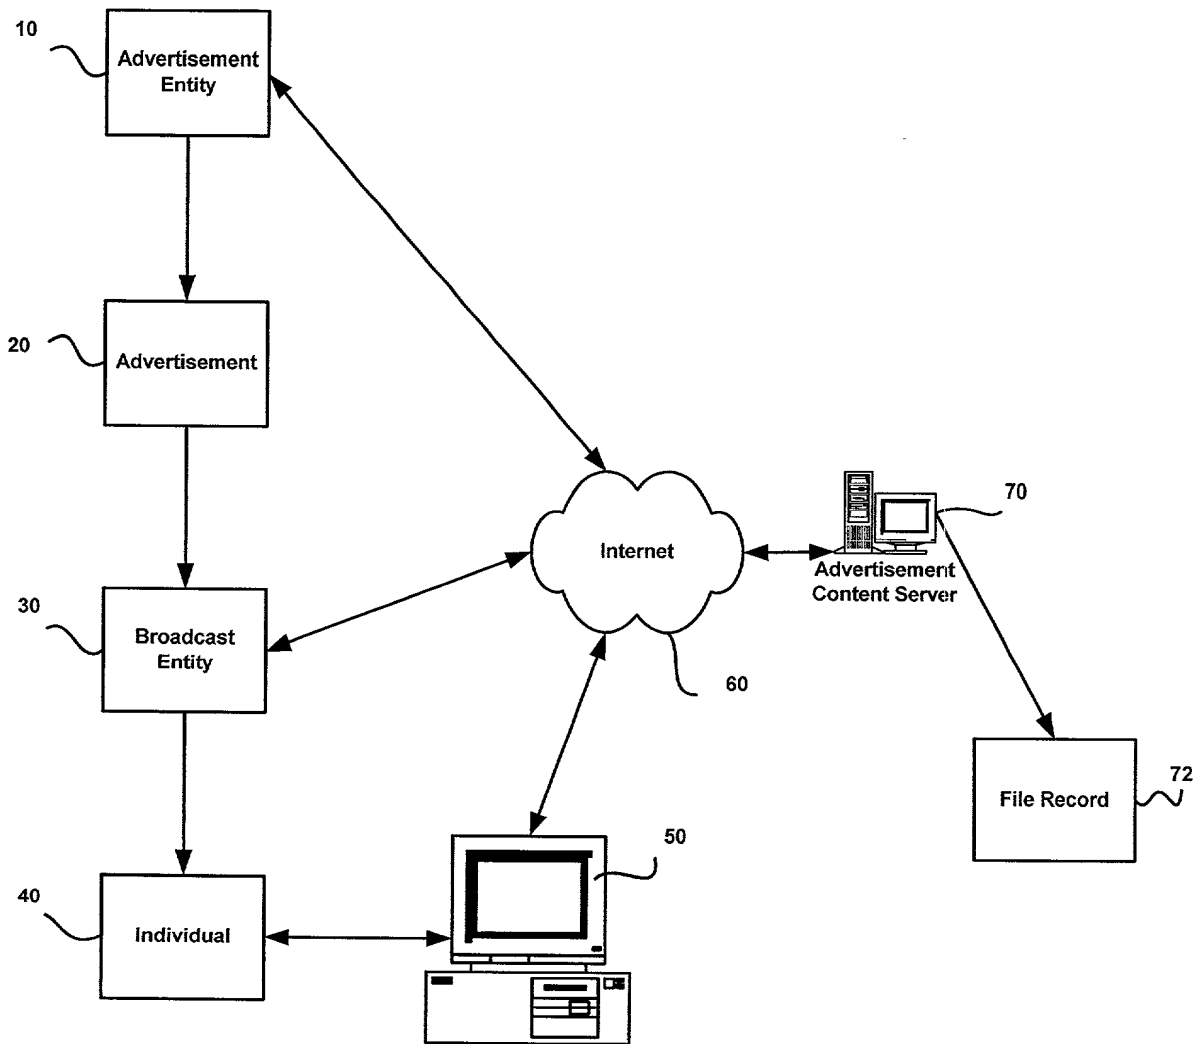 10
Advertisement
Entity
20
Advertisement
Internet
70
Advertisement
Content Server
30
Broadcast
Entity
60
File Record
72
50
40
Individual